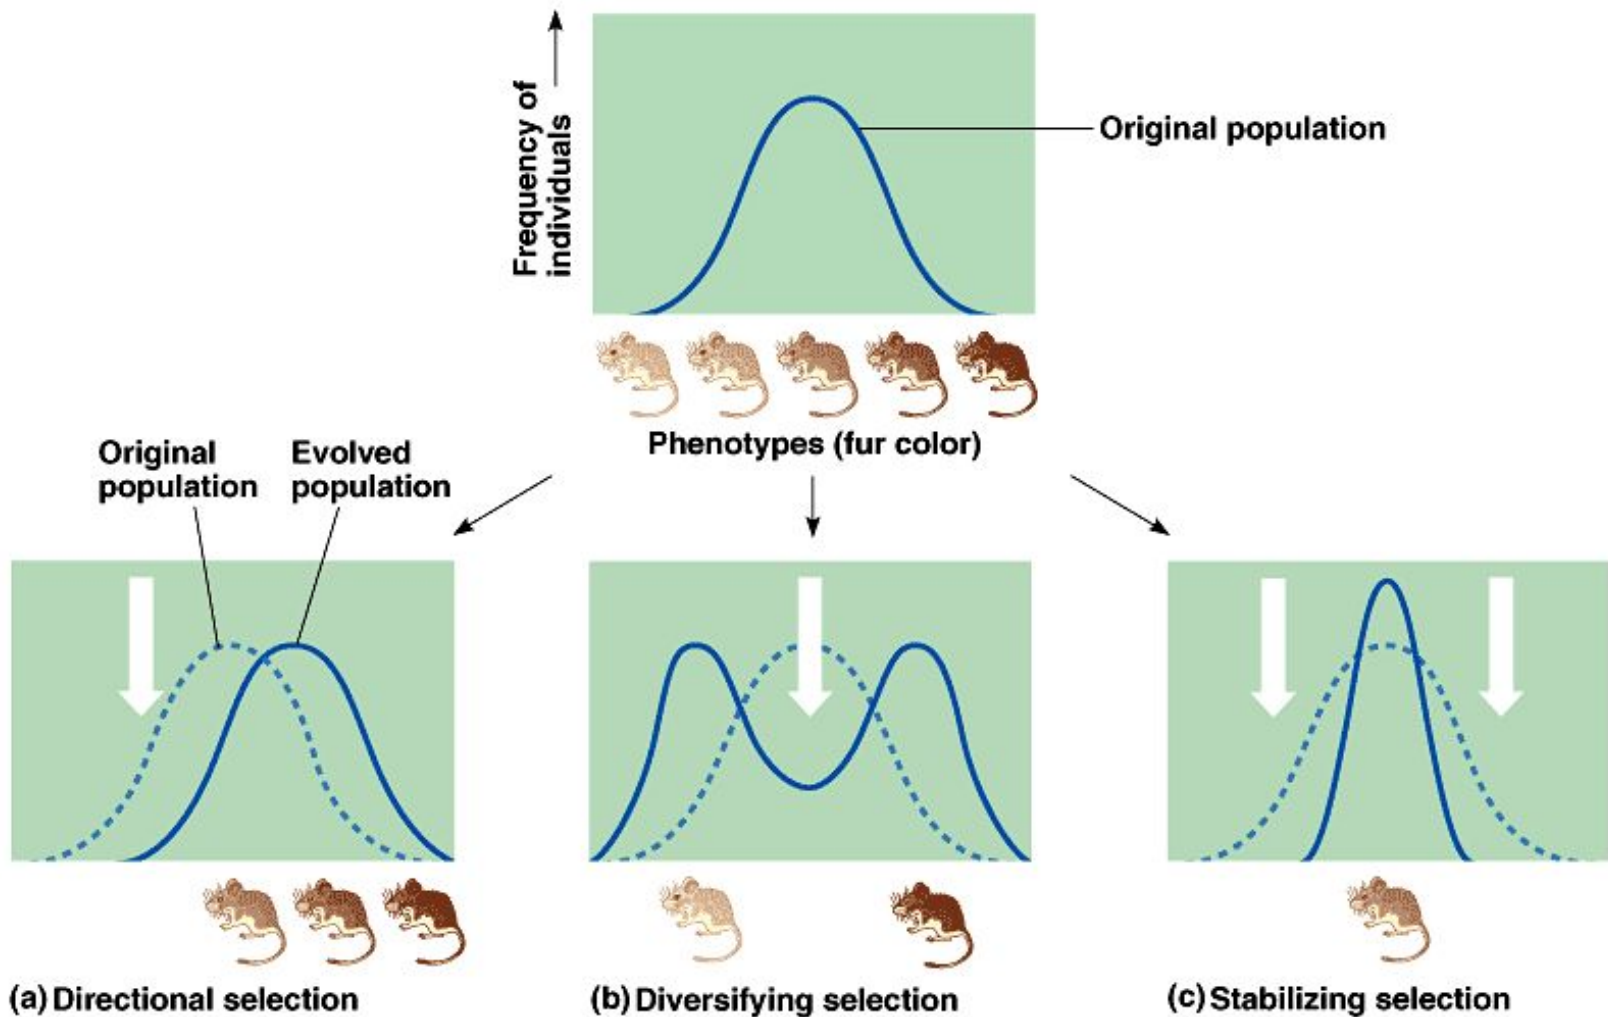 Frequency of
individuals
Original population
Phenotypes (fur color)
Original
population
Evolved
population
(a) Directional selection
(b) Diversifying selection
(c) Stabilizing selection